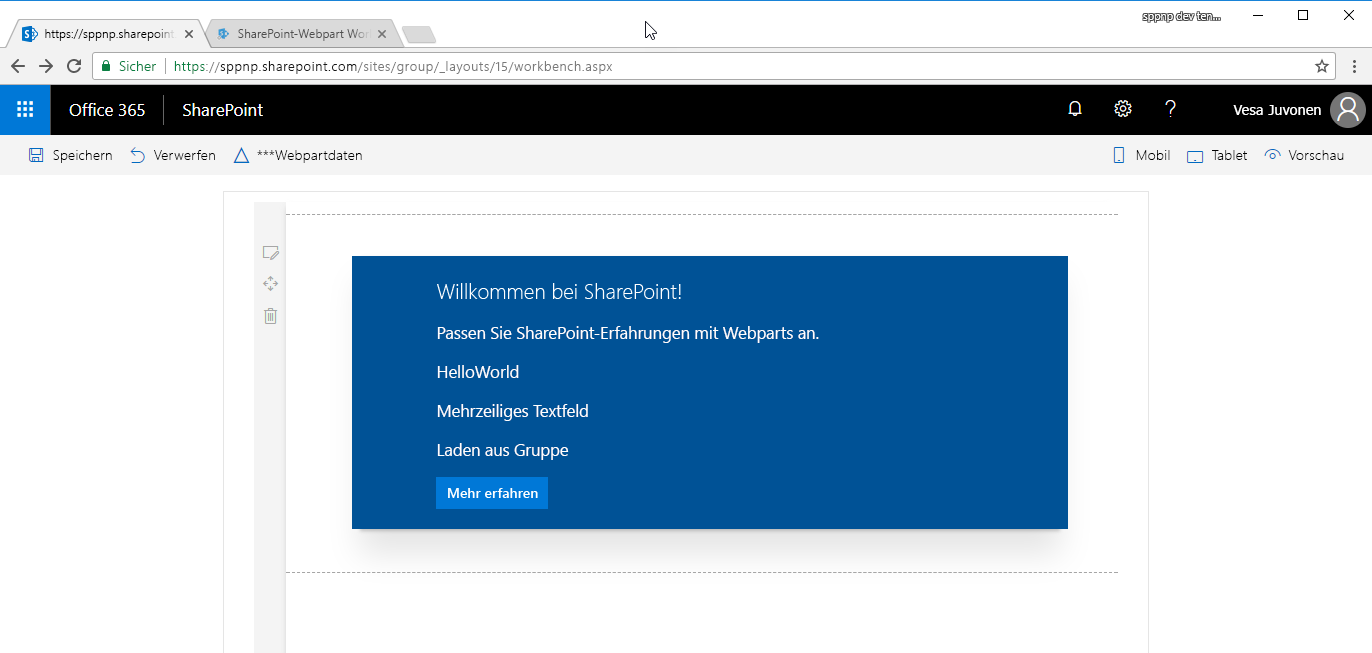 sppnp dev ten...
https://sppnp.sharepoint
SharePoint-Webpart Wor
Sicher https://sppnp.sharepoint.com/sites/group/_layouts/15/workbench.aspx
Office 365 SharePoint ? Vesa Juvonen
Speichern Verwerfen ***Webpartdaten Mobil Tablet Vorschau
Willkommen bei SharePoint!
Passen Sie SharePoint-Erfahrungen mit Webparts an.
HelloWorld
Mehrzeiliges Textfeld
Laden aus Gruppe
Mehr erfahren